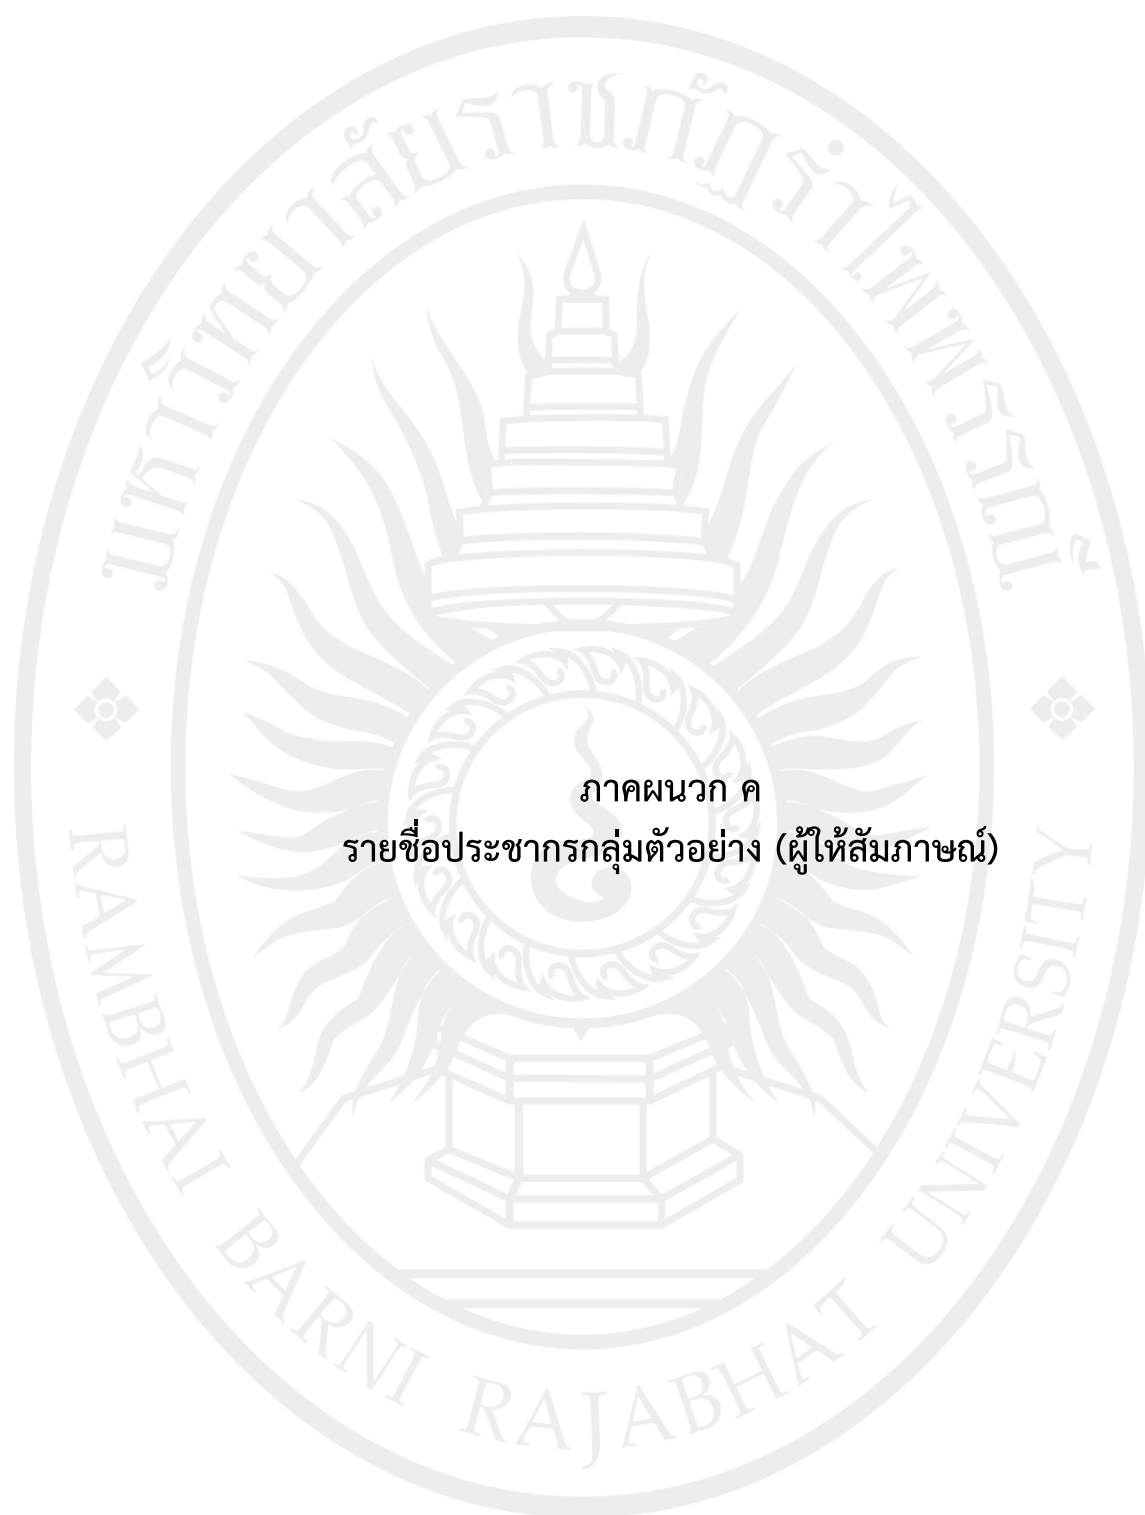 มหาวิทยาลัยราชภัฏรำไพพรรณี
ภาคผนวก ค
รายชื่อประชากรกลุ่มตัวอย่าง (ผู้ให้สัมภาษณ์)
RAMBHAI BARNI RAJABHAT UNIVERSITY